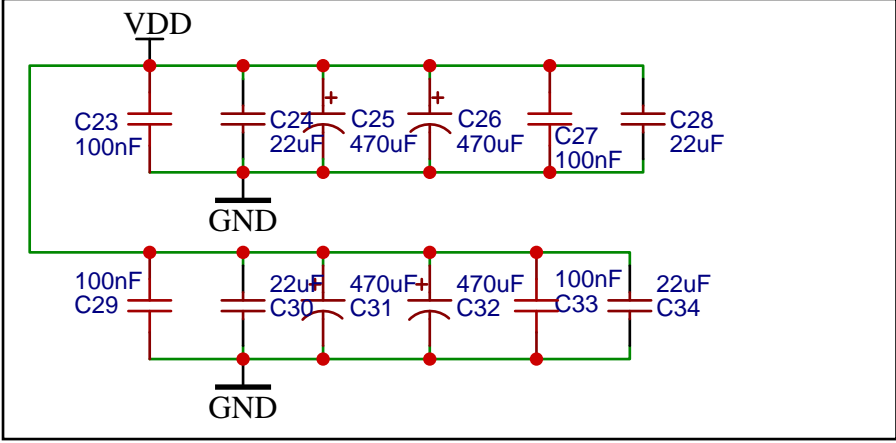 VDD
C23
100nF
C24
22uF
C25
470uF
C26
470uF
C27
100nF
C28
22uF
GND
100nF
C29
22uF
C30
470uF
C31
470uF
C32
100nF
C33
22uF
C34
GND